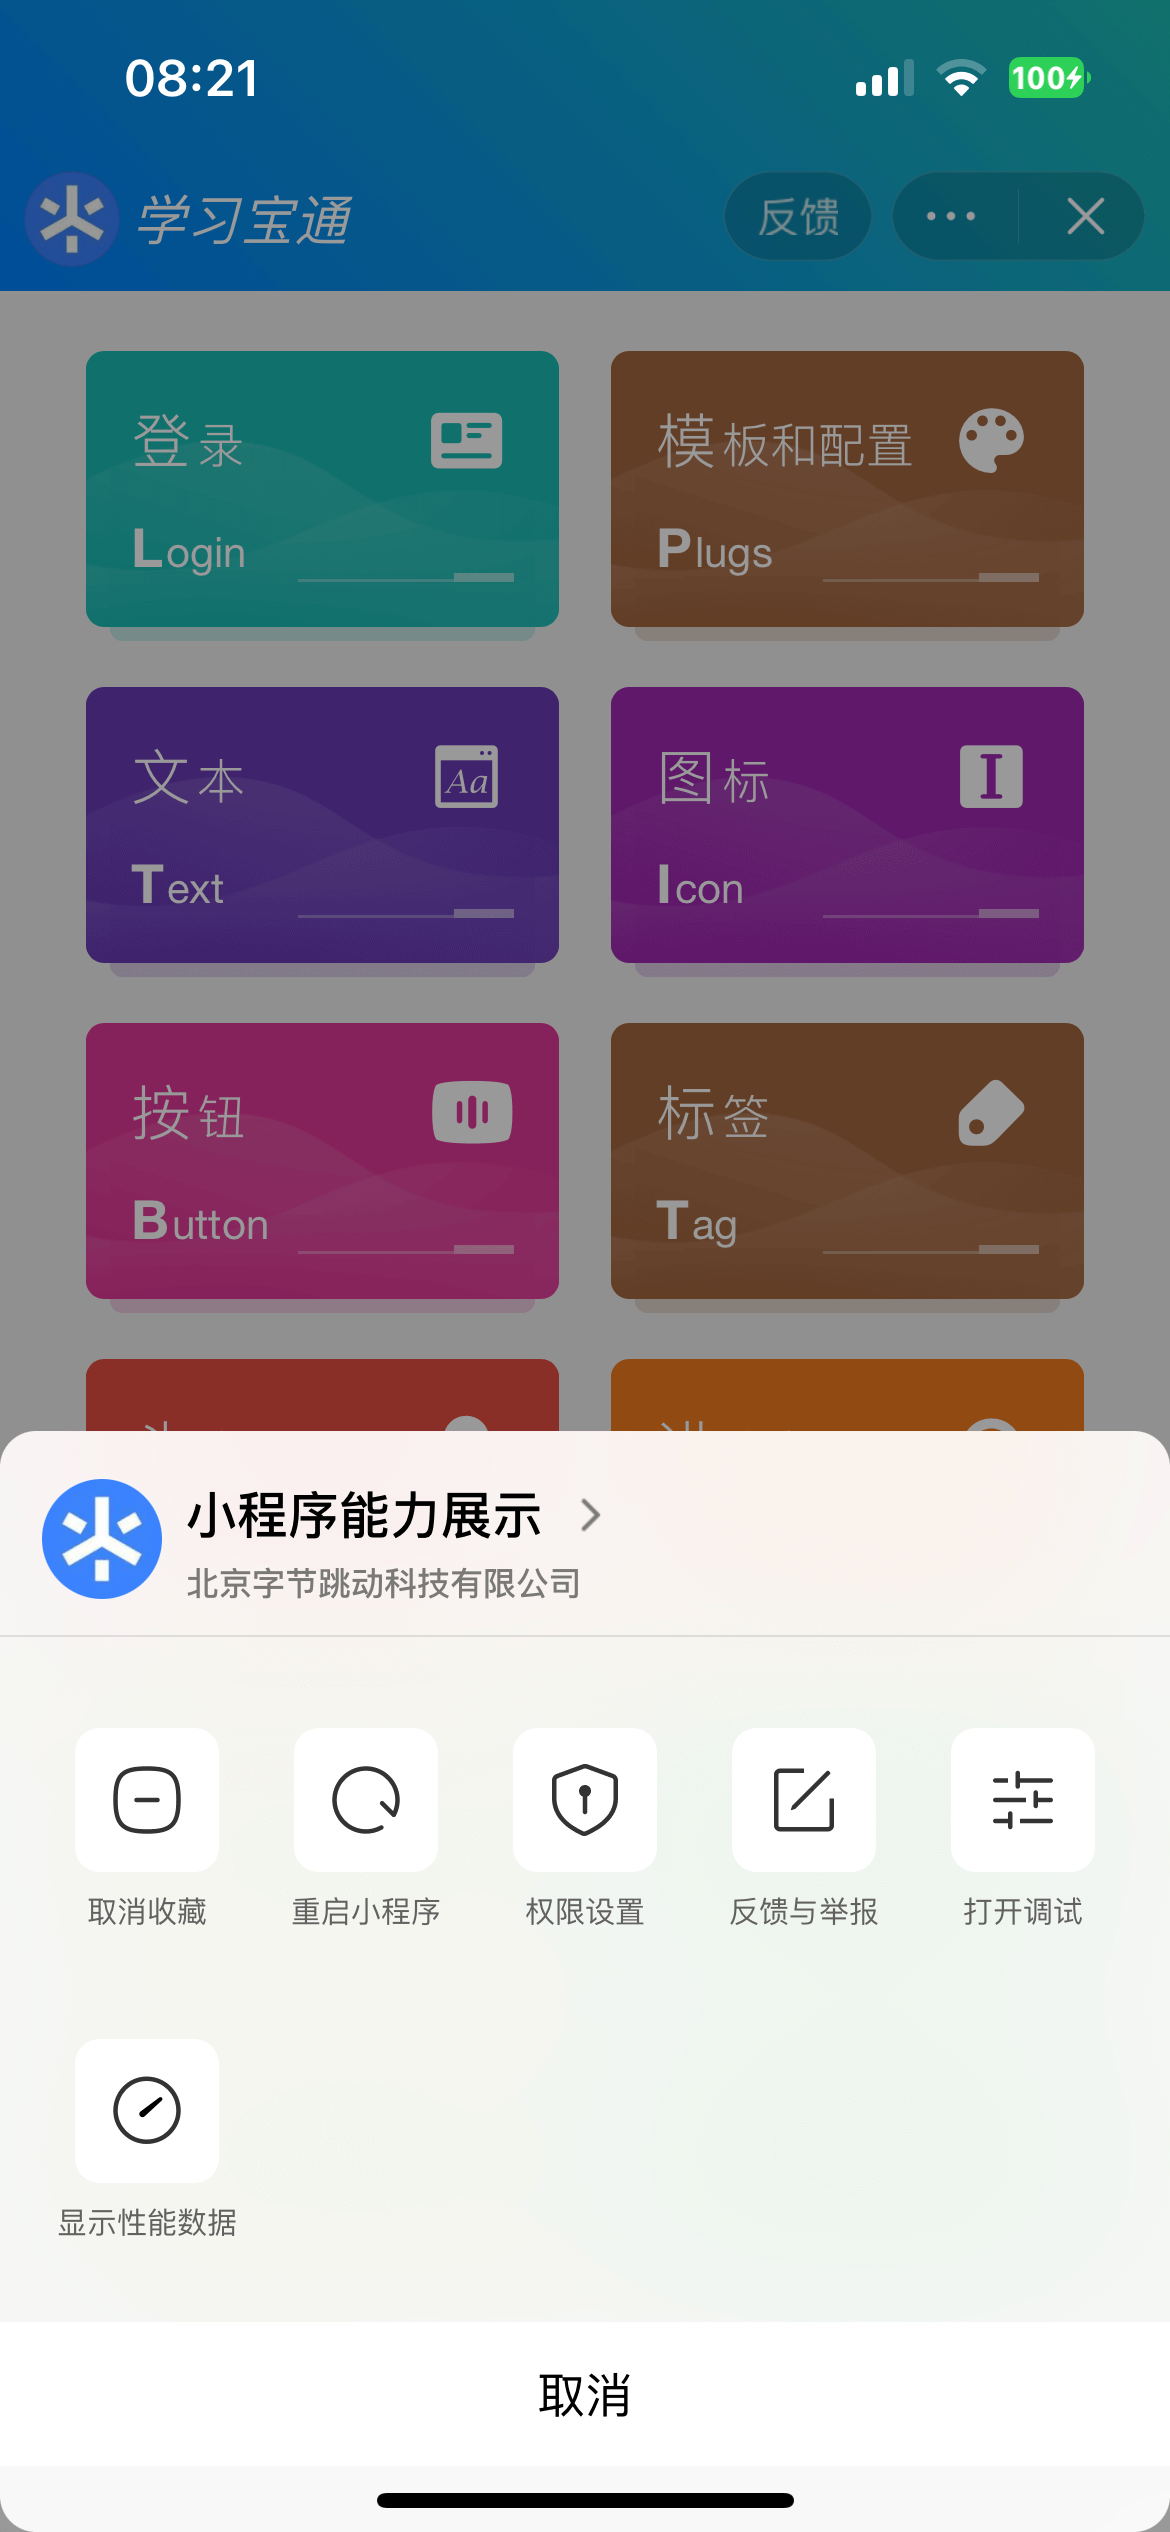 08:21
100
学习宝通
反馈
登录
Login
模板和配置
Plugs
文本
Aa
Text
图标
Icon
按钮
Button
标签
Tag
小程序能力展示
北京字节跳动科技有限公司
取消收藏
重启小程序
权限设置
反馈与举报
打开调试
显示性能数据
取消